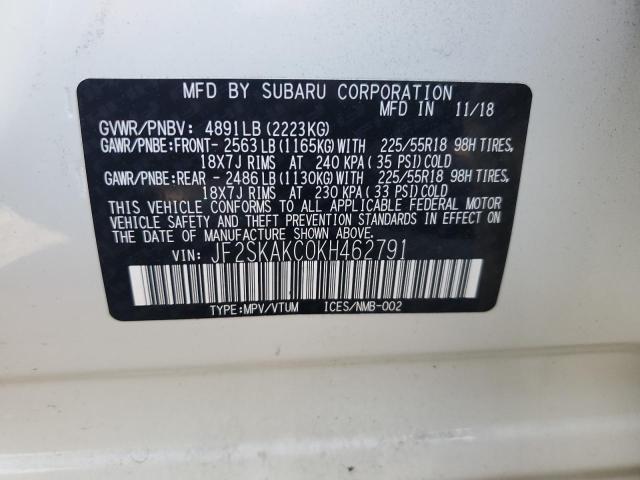 MFD BY SUBARU CORPORATION
MFD IN 11/18
GVWR/PNBV: 4891LB(2223KG)
GAWR/PNBE:FRONT- 2563LB(1165KG)WITH 225/55R18 98H TIRES,
18X7J RIMS AT 240 KPA(35 PSI)COLD
GAWR/PNBE:REAR - 2486LB(1130KG)WITH 225/55R18 98H TIRES,
18X7J RIMS AT 230 KPA(33 PSI)COLD
THIS VEHICLE CONFORMS TO ALL APPLICABLE FEDERAL MOTOR
VEHICLE SAFETY AND THEFT PREVENTION STANDARDS IN EFFECT
ON THE DATE OF MANUFACTURE SHOWN ABOVE.
VIN: JF2SKAKC0KH462791
TYPE:MPV/VTUM ICES/NMB-002